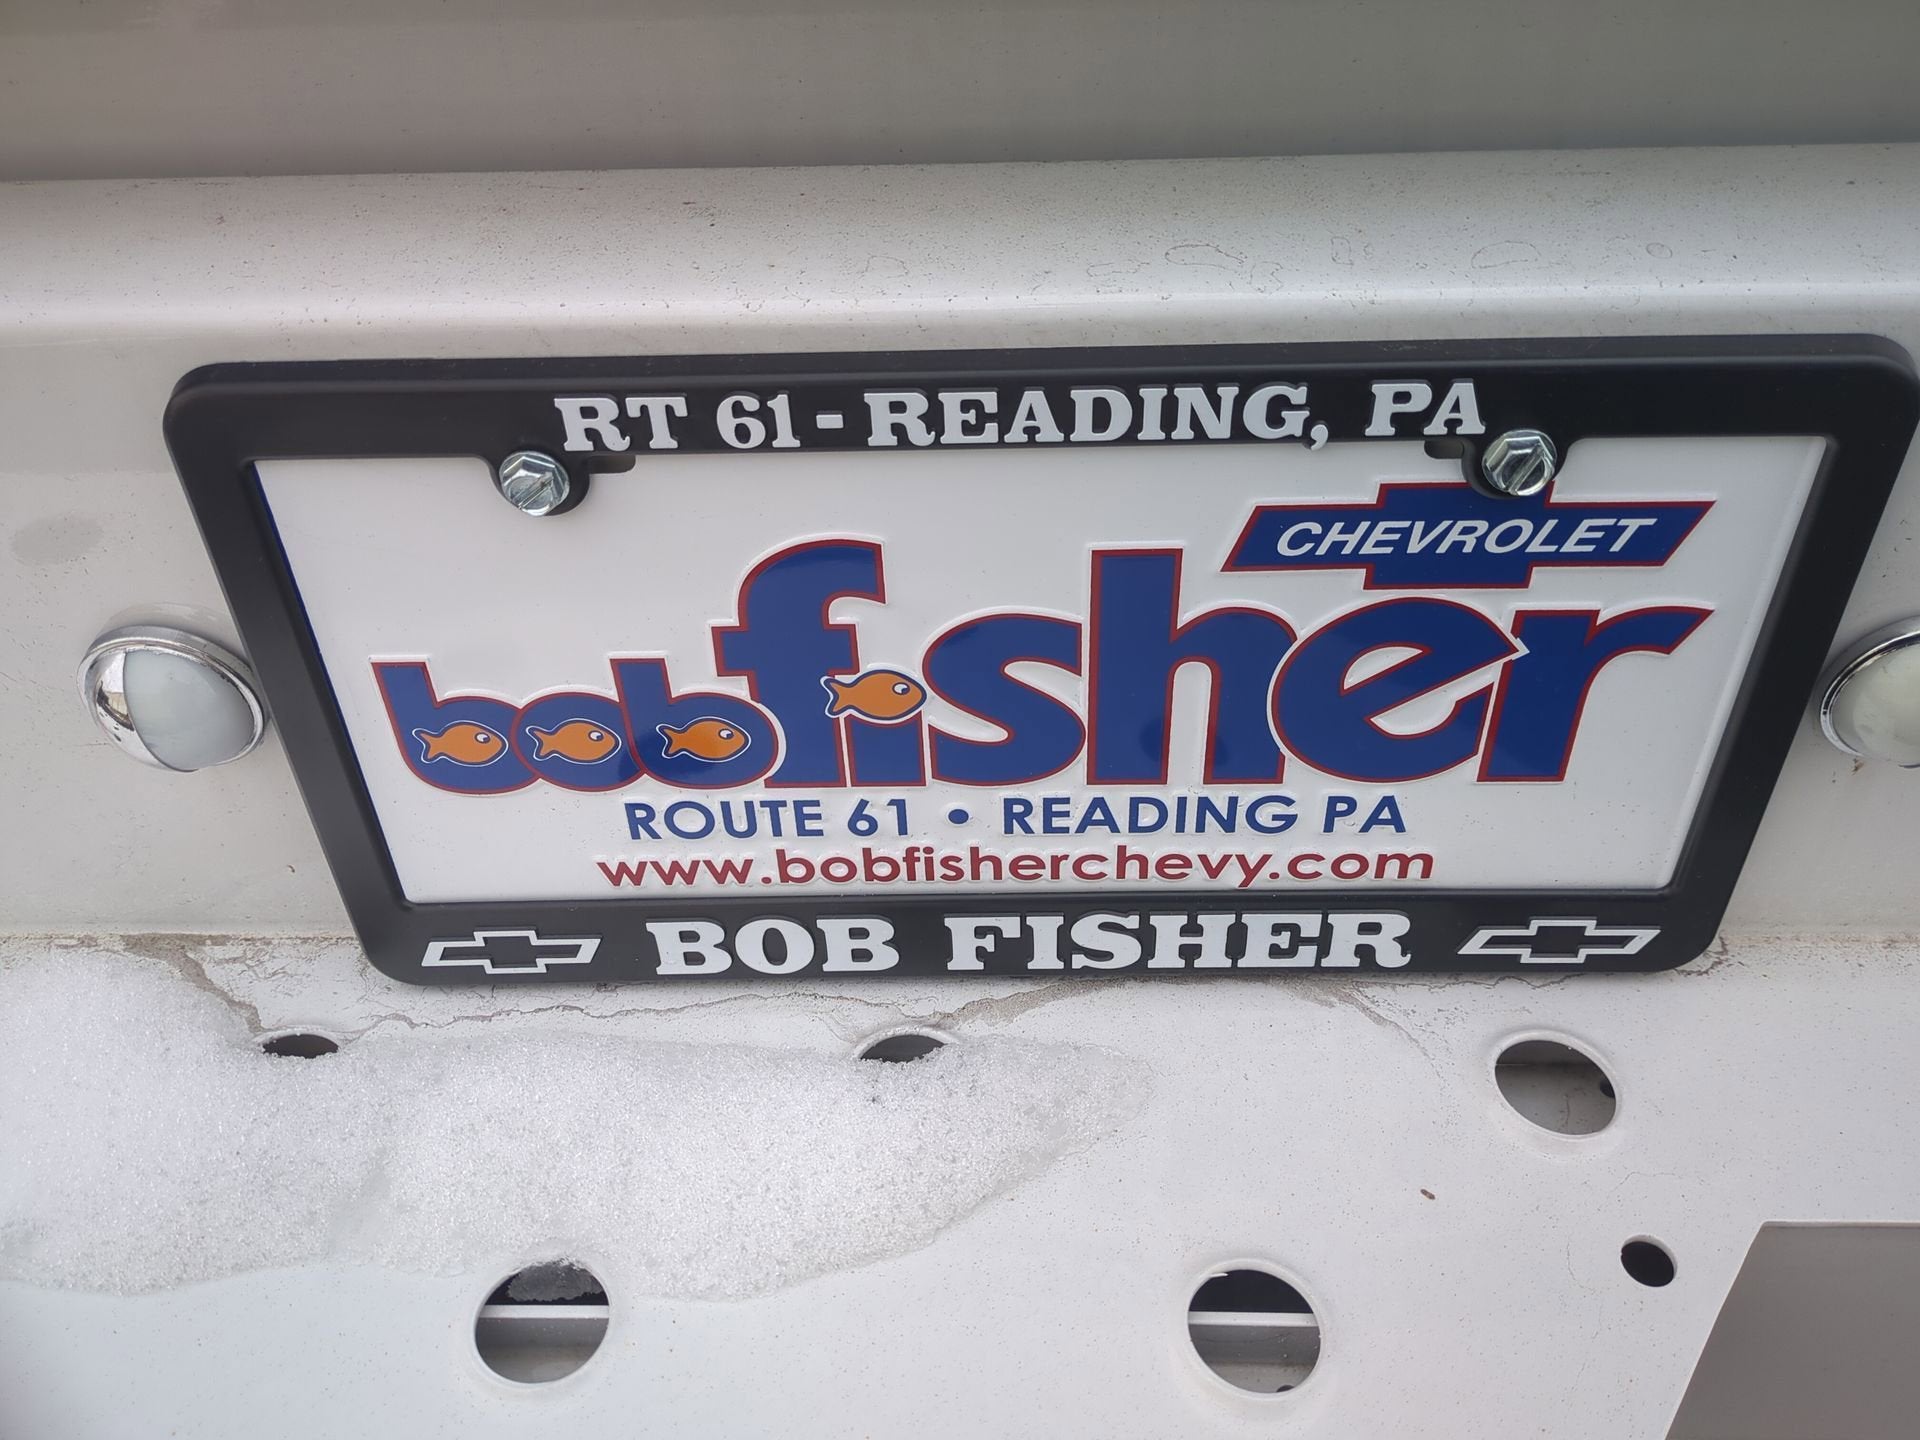 RT 61 - READING, PA
CHEVROLET
bobfisher
ROUTE 61 • READING PA
www.bobfisherchevy.com
BOB FISHER